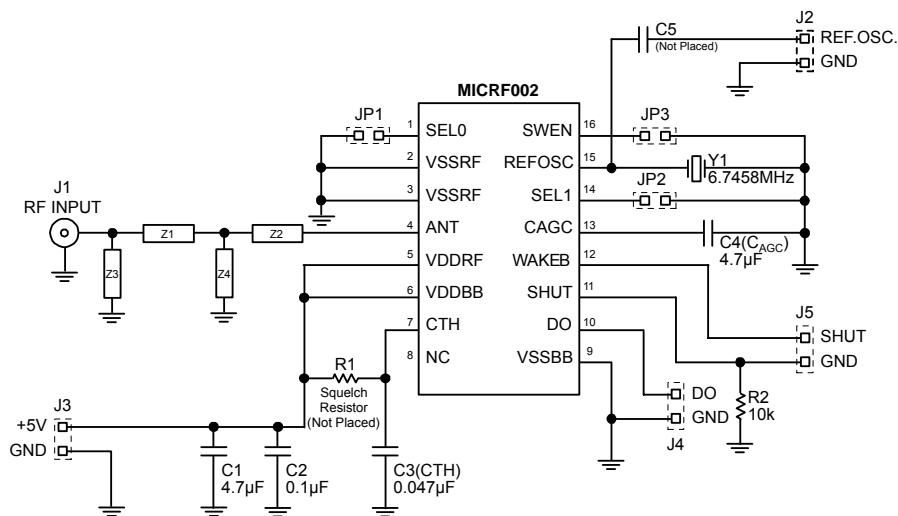 J2
C5
(Not Placed)
REF.OSC.
GND
MICRF002
JP1
1
SEL0
SWEN
16
JP3
2
VSSRF
REFOSC
15
Y1
6.7458MHz
3
VSSRF
SEL1
14
JP2
J1
RF INPUT
Z1
Z2
4
ANT
CAGC
13
C4(CAGC)
4.7µF
Z3
Z4
5
VDDRF
WAKEB
12
6
VDDBB
SHUT
11
J5
SHUT
GND
7
CTH
DO
10
8
NC
VSSBB
9
R1
Squelch
Resistor
(Not Placed)
R2
10k
DO
GND
J4
J3
+5V
GND
C1
4.7µF
C2
0.1µF
C3(CTH)
0.047µF